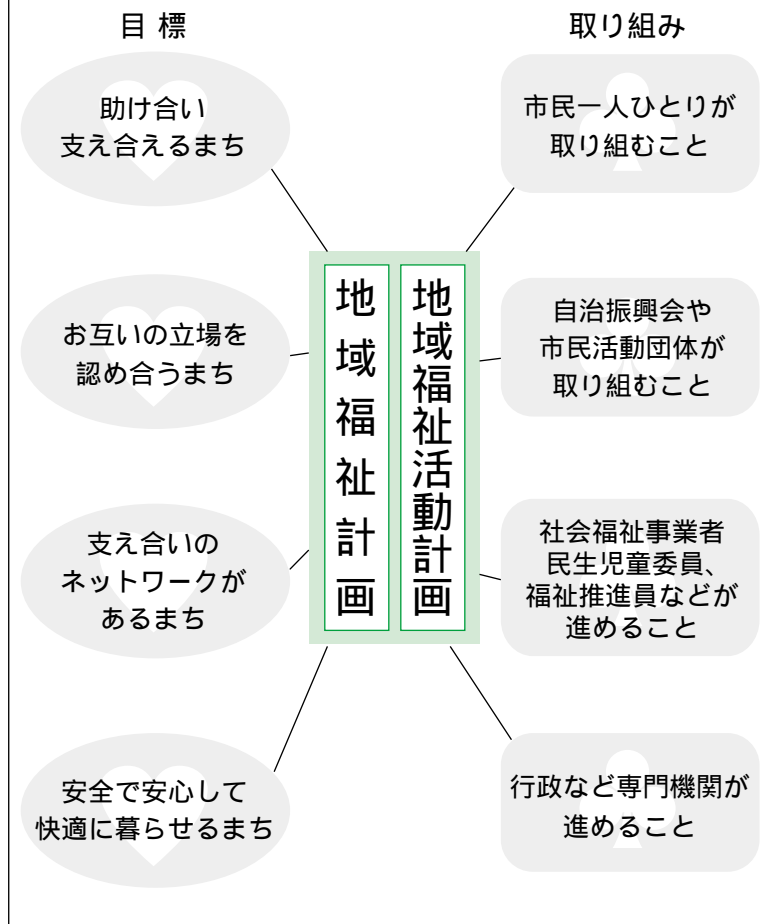 目標
助け合い
支え合えるまち
お互いの立場を
認め合うまち
支え合いの
ネットワークが
あるまち
安全で安心して
快適に暮らせるまち
地域福祉計画
地域福祉活動計画
取り組み
市民一人ひとりが
取り組むこと
自治振興会や
市民活動団体が
取り組むこと
社会福祉事業者
民生児童委員、
福祉推進員などが
進めること
行政など専門機関が
進めること